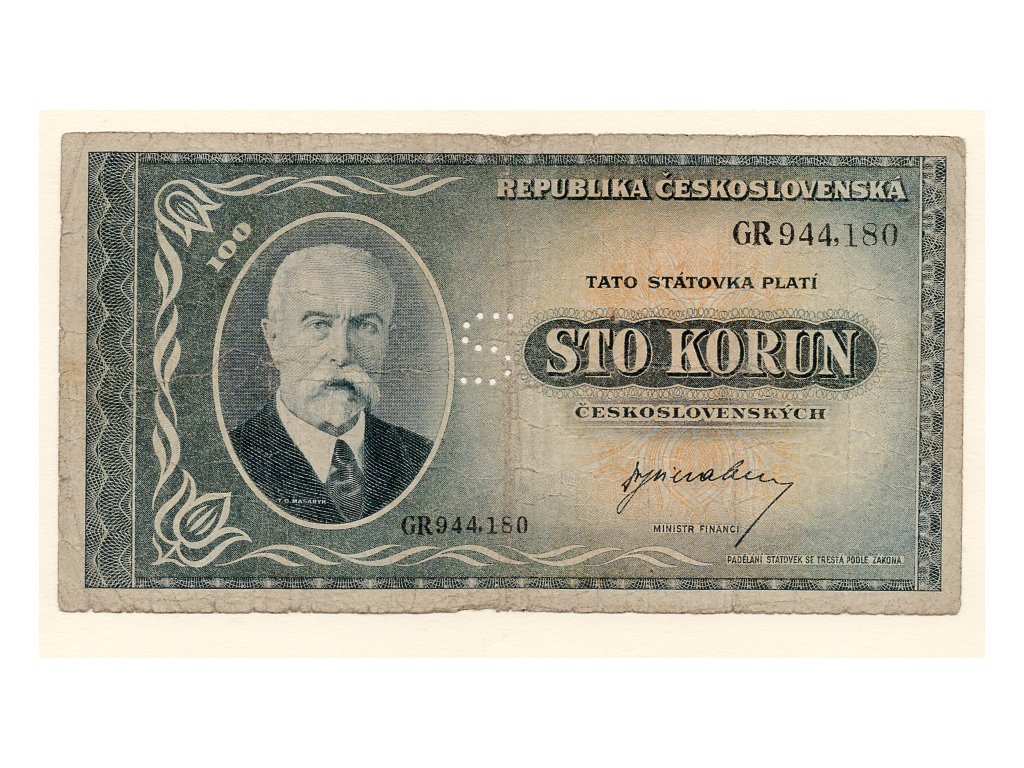 REPUBLIKA ČESKOSLOVENSKÁ
GR 944,180
100
TATO STÁTOVKA PLATÍ
STO KORUN
ČESKOSLOVENSKÝCH
S
T. G. MASARYK
GR 944,180
MINISTR FINANCÍ
PADĚLÁNÍ STÁTOVEK SE TRESTÁ PODLE ZÁKONA.